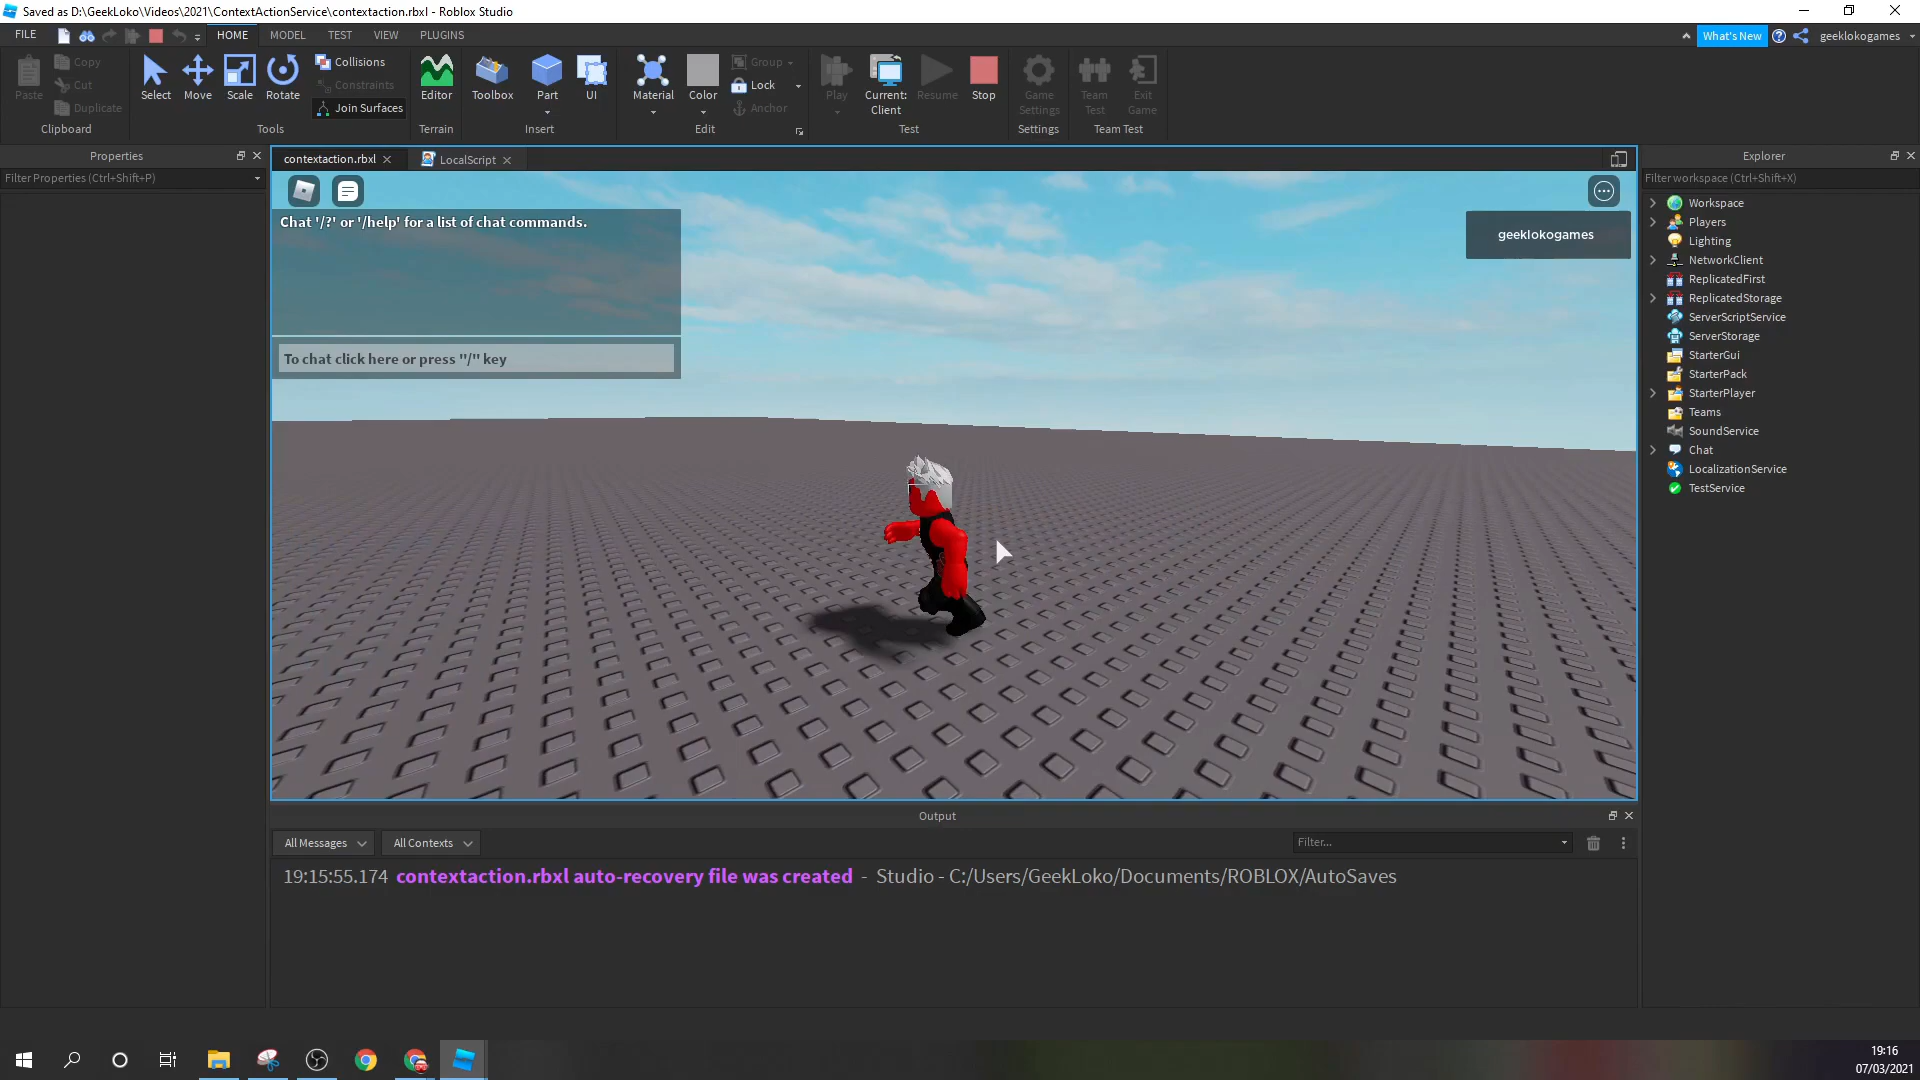 Saved as D:\GeekLoko\Videos\2021\ContextActionService\contextaction.rbxl - Roblox Studio
FILE HOME MODEL TEST VIEW PLUGINS What's New geeklokogames
Paste Copy Cut Duplicate Clipboard
Select Move Scale Rotate Collisions Constraints Join Surfaces Tools
Editor Terrain
Toolbox Part UI Insert
Material Color Group Lock Anchor Edit
Play Current: Client Resume Stop Test
Game Settings Settings
Team Test Exit Game Team Test
Properties
Filter Properties (Ctrl+Shift+P)
contextaction.rbxl LocalScript
Chat '/?' or '/help' for a list of chat commands.
To chat click here or press "/" key
geeklokogames
Explorer
Filter workspace (Ctrl+Shift+X)
Workspace
Players
Lighting
NetworkClient
ReplicatedFirst
ReplicatedStorage
ServerScriptService
ServerStorage
StarterGui
StarterPack
StarterPlayer
Teams
SoundService
Chat
LocalizationService
TestService
Output
All Messages All Contexts Filter...
19:15:55.174 contextaction.rbxl auto-recovery file was created - Studio - C:/Users/GeekLoko/Documents/ROBLOX/AutoSaves
19:16
07/03/2021